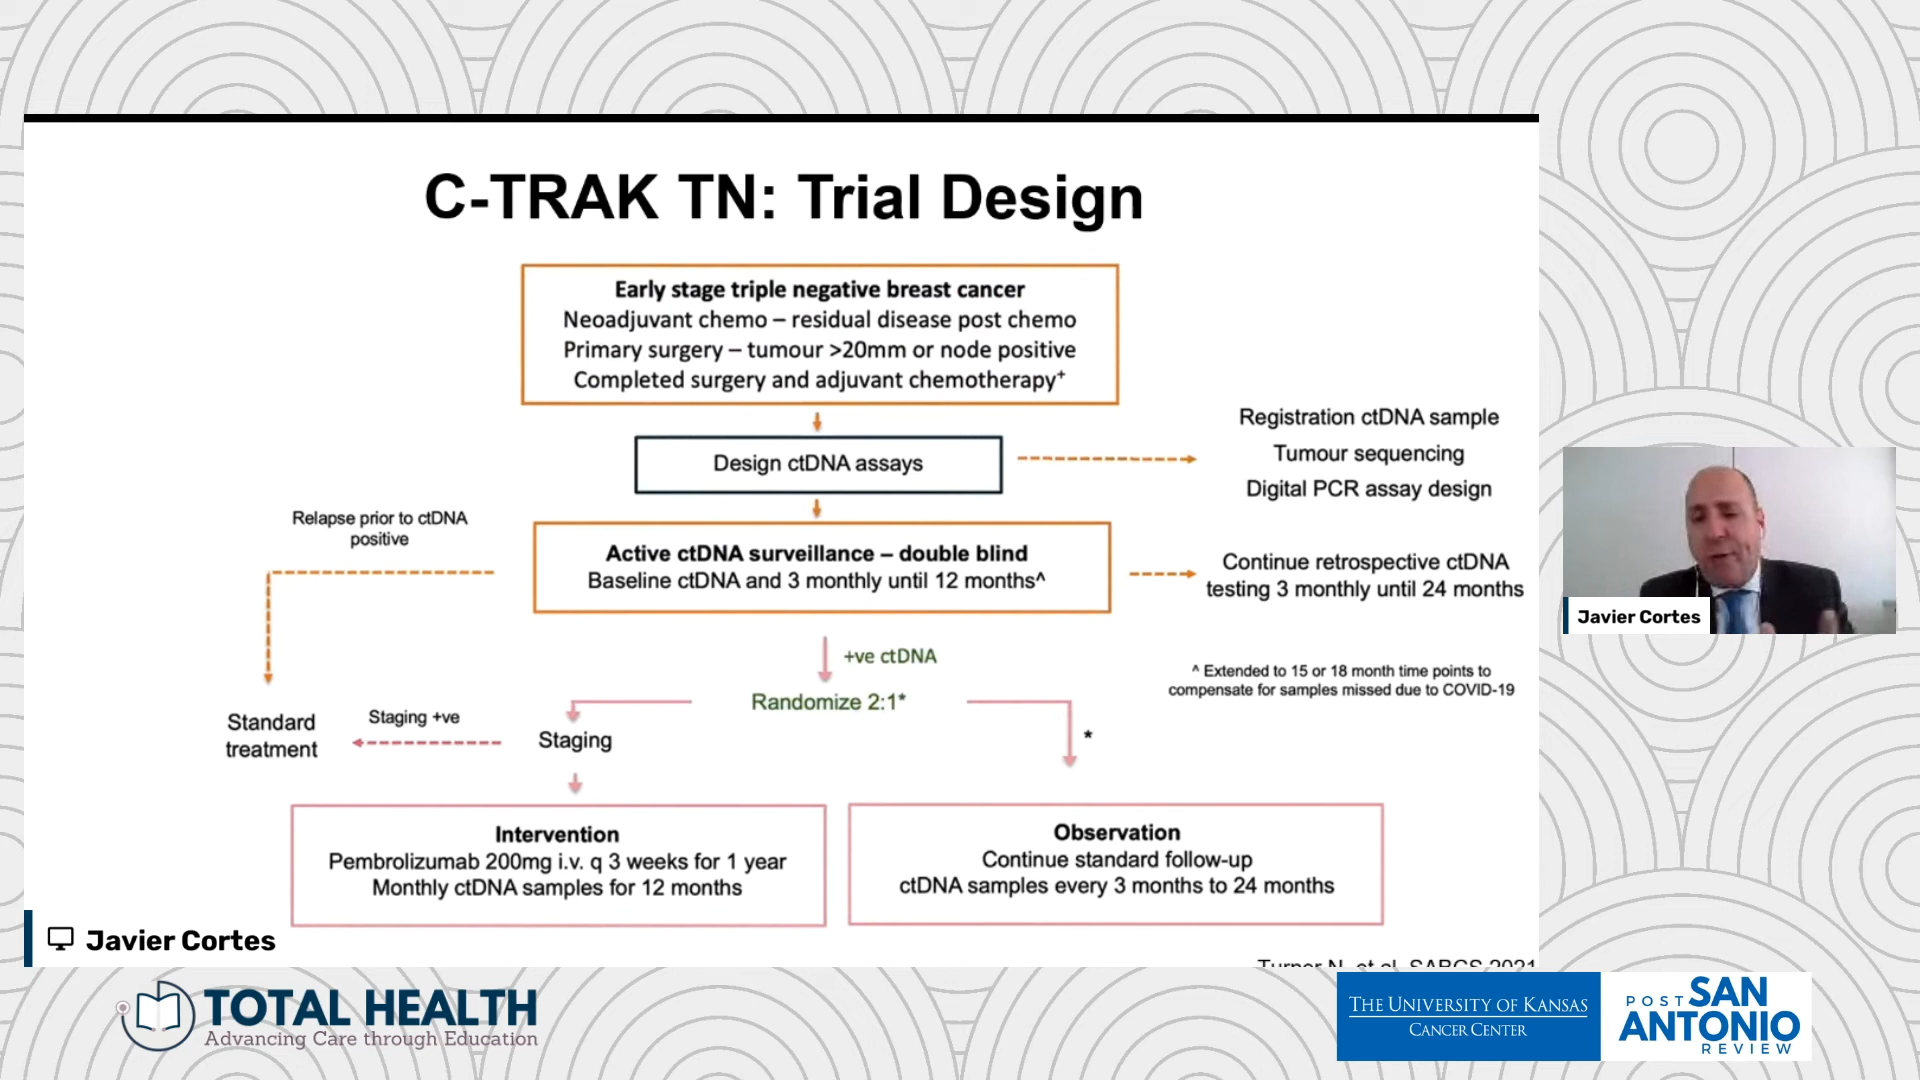 C-TRAK TN: Trial Design
Early stage triple negative breast cancer
Neoadjuvant chemo – residual disease post chemo
Primary surgery – tumour >20mm or node positive
Completed surgery and adjuvant chemotherapy+
Design ctDNA assays
Registration ctDNA sample
Tumour sequencing
Digital PCR assay design
Relapse prior to ctDNA
positive
Active ctDNA surveillance – double blind
Baseline ctDNA and 3 monthly until 12 months^
Continue retrospective ctDNA
testing 3 monthly until 24 months
+ve ctDNA
^ Extended to 15 or 18 month time points to
compensate for samples missed due to COVID-19
Randomize 2:1*
*
Standard
treatment
Staging +ve
Staging
Intervention
Pembrolizumab 200mg i.v. q 3 weeks for 1 year
Monthly ctDNA samples for 12 months
Observation
Continue standard follow-up
ctDNA samples every 3 months to 24 months
Turner N, et al. SABCS 2021
Javier Cortes
Javier Cortes
TOTAL HEALTH
Advancing Care through Education
THE UNIVERSITY OF KANSAS
CANCER CENTER
POST SAN
ANTONIO
REVIEW